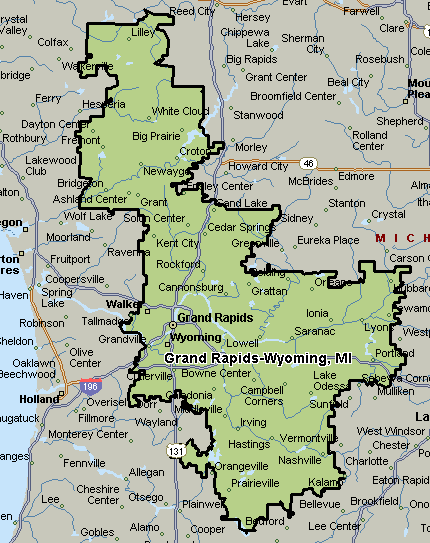 Reed City
Evart
Farwell
Crystal
Valley
Lilley
Hersey
Clare
Colfax
Chippewa
Lake
Sherman
City
Rosebush
Walkerville
Big Rapids
Grant Center
Beal City
Ferry
Hesperia
Broomfield Center
White Cloud
Stanwood
Shepherd
Dayton Center
Rothbury
Fremont
Big Prairie
Rolland
Center
Croton
Morley
Lakewood
Club
Howard City
46
Newaygo
McBrides
Edmore
Bridgeton
Ensley Center
Ashland Center
Grant
Sand Lake
Stanton
Wolf Lake
Sidney
Crystal
Cedar Springs
Moorland
Kent City
Greenville
Eureka Place
M I C H
Fruitport
Ravenna
Rockford
Belding
Carson C
Coopersville
Cannonsburg
Grattan
Orleans
Spring
Lake
Haven
Walker
Ionia
Robinson
Tallmadge
Grand Rapids
Saranac
Lyons
Wyoming
Sheldon
Grandville
Lowell
Olive
Center
Portland
Grand Rapids-Wyoming, MI
Oaklawn
Beechwood
196
Bowne Center
Lake
Odessa
Sebewa Corners
Holland
Campbell
Corners
Mulliken
Overisel
Dorr
Middleville
Sunfield
Fillmore
Wayland
Irving
West Windsor
Monterey Center
Hastings
Vermontville
131
Chester
Fennville
Orangeville
Nashville
Charlotte
Allegan
Prairieville
Kalamo
Eaton Rapids
Cheshire
Center
Otsego
Plainwell
Lee
Bellevue
Brookfield
Gobles
Alamo
Cooper
Bedford
Lee Center